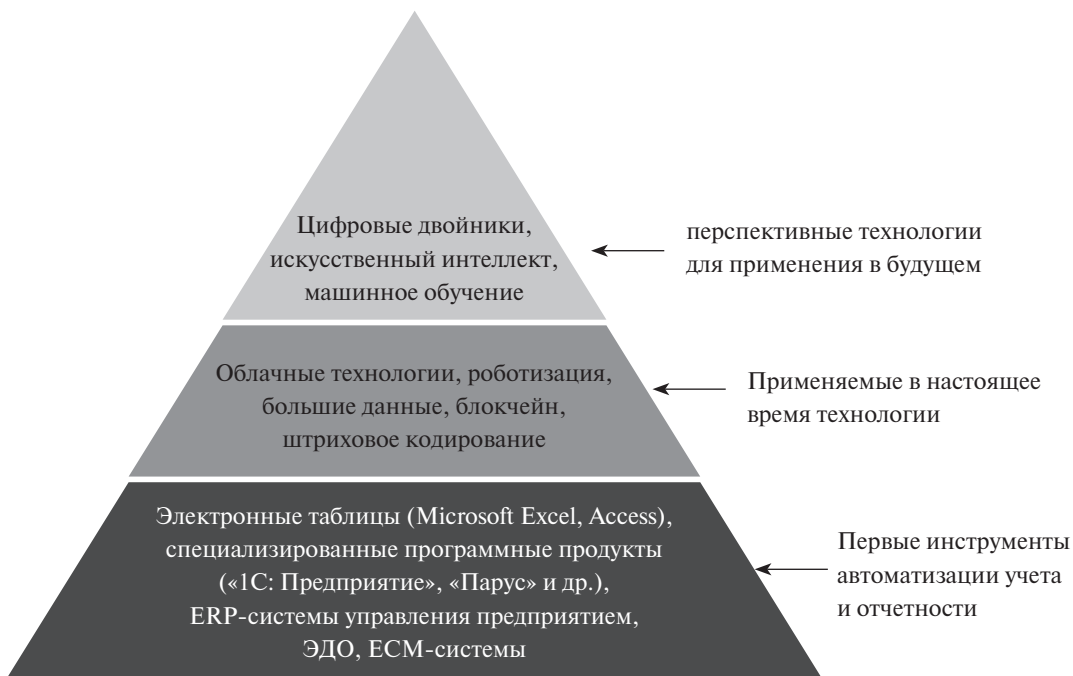 Цифровые двойники,
искусственный интеллект,
машинное обучение
перспективные технологии
для применения в будущем
Облачные технологии, роботизация,
большие данные, блокчейн,
штриховое кодирование
Применяемые в настоящее
время технологии
Электронные таблицы (Microsoft Excel, Access),
специализированные программные продукты
(«1С: Предприятие», «Парус» и др.),
ERP-системы управления предприятием,
ЭДО, ECM-системы
Первые инструменты
автоматизации учета
и отчетности